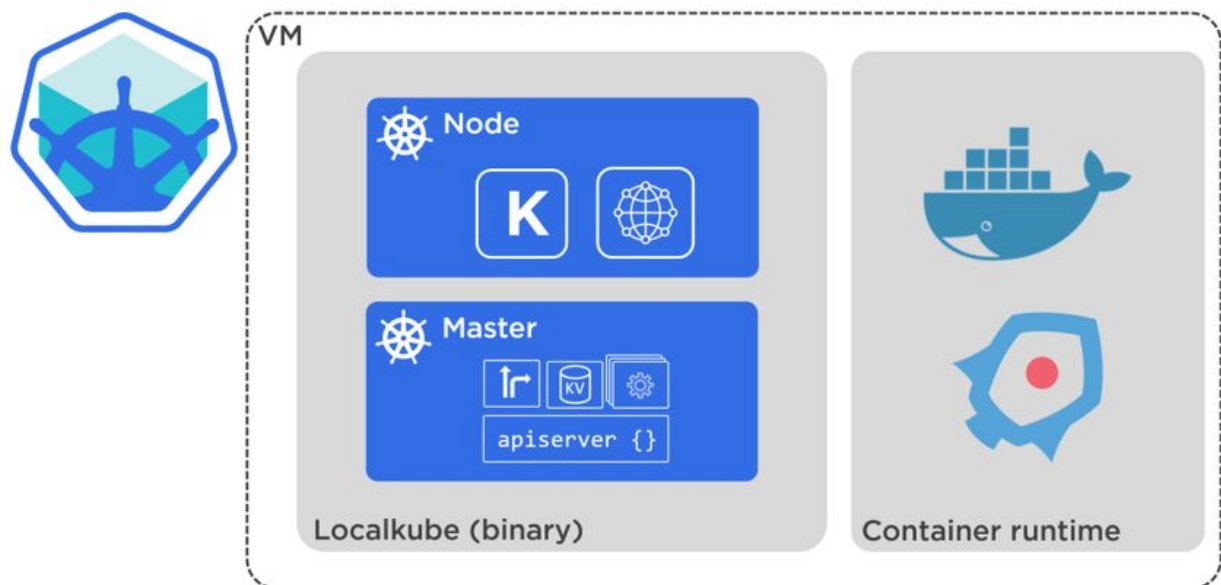 VM
Node
K
Master
KV
apiserver {}
Localkube (binary)
Container runtime